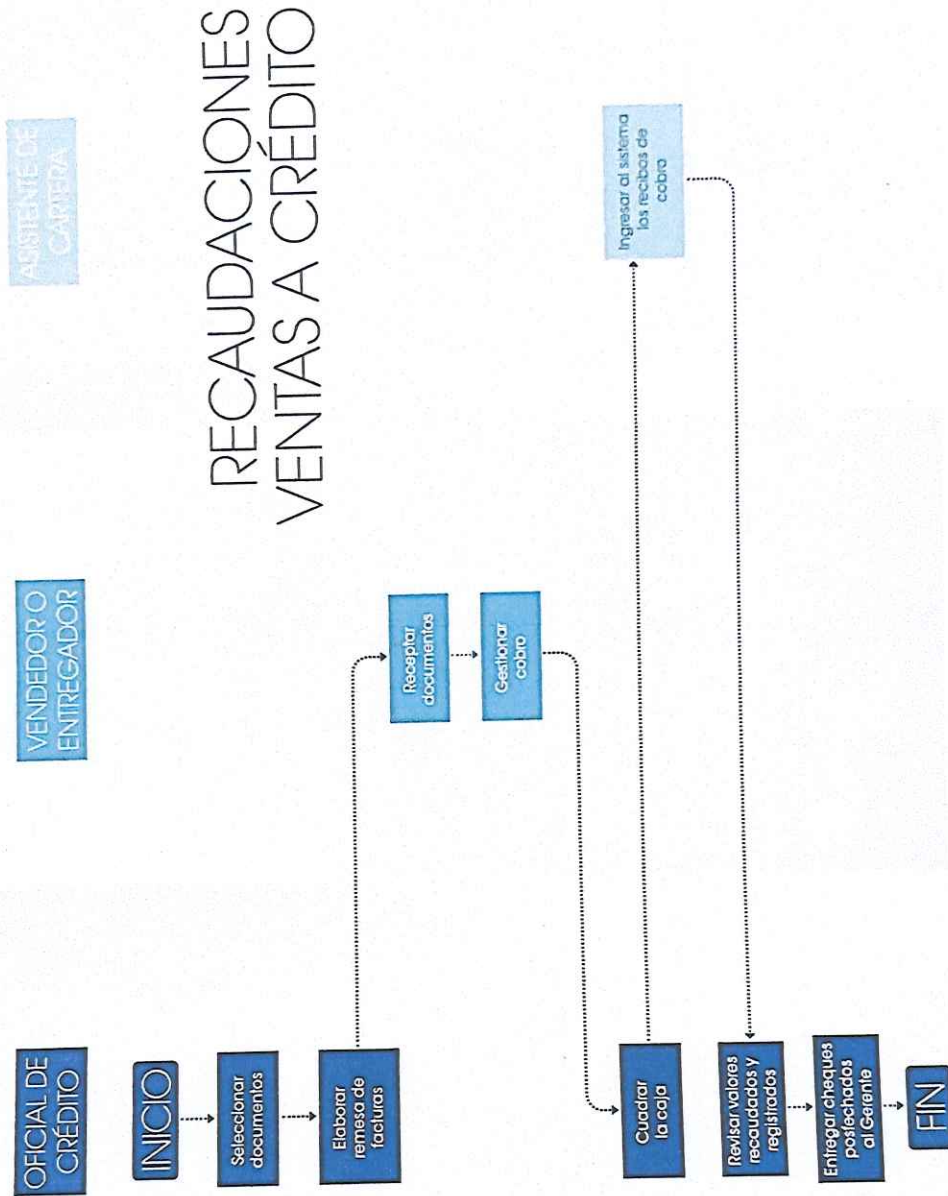 OFICIAL DE
CRÉDITO
VENDEDOR O
ENTREGADOR
ASISTENTE DE
CARTERA
RECAUDACIONES
VENTAS A CRÉDITO
INICIO
Seleccionar
documentos
Elaborar
remesa de
facturas
Receptar
documentos
Gestionar
cobro
Cuadrar
la caja
Ingresar al sistema
los recibos de
cobro
Revisar valores
recaudados y
registrados
Entregar cheques
postfechados
al Gerente
FIN